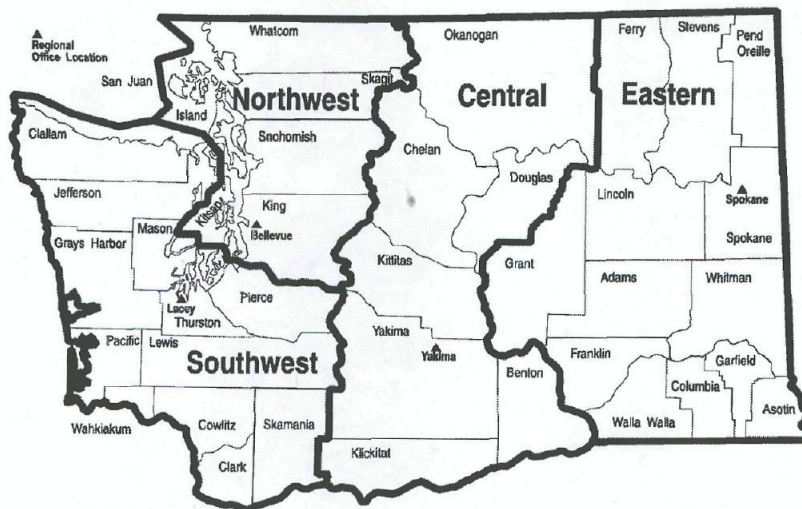 Regional
Office Location
San Juan
Whatcom
Skagit
Northwest
Island
Snohomish
King
Kitsap
Bellevue
Clallam
Jefferson
Mason
Grays Harbor
Lacey
Thurston
Pierce
Pacific
Lewis
Southwest
Wahkiakum
Cowlitz
Skamania
Clark
Okanogan
Central
Chelan
Douglas
Kittitas
Yakima
Yakima
Benton
Klickitat
Ferry
Stevens
Pend
Oreille
Eastern
Lincoln
Spokane
Spokane
Grant
Adams
Whitman
Franklin
Garfield
Columbia
Walla Walla
Asotin